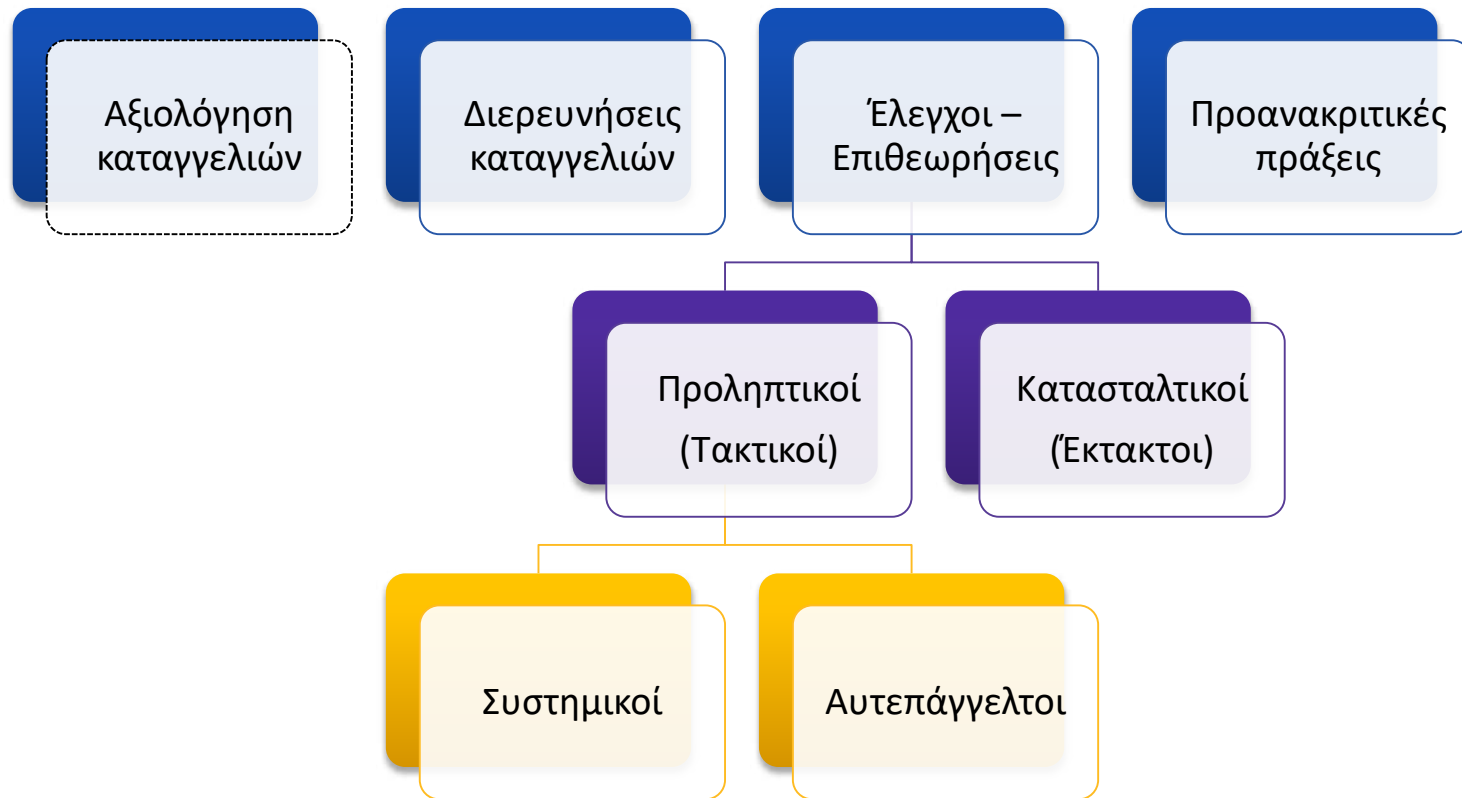 Αξιολόγηση
καταγγελιών
Διερευνήσεις
καταγγελιών
Έλεγχοι –
Επιθεωρήσεις
Προανακριτικές
πράξεις
Προληπτικοί
(Τακτικοί)
Κατασταλτικοί
(Έκτακτοι)
Συστημικοί
Αυτεπάγγελτοι